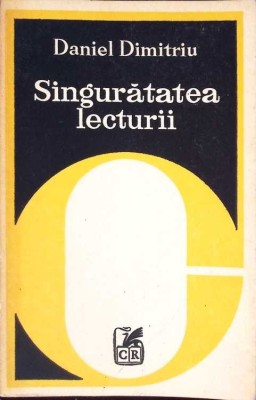 Daniel Dimitriu
Singurătatea
lecturii
CR